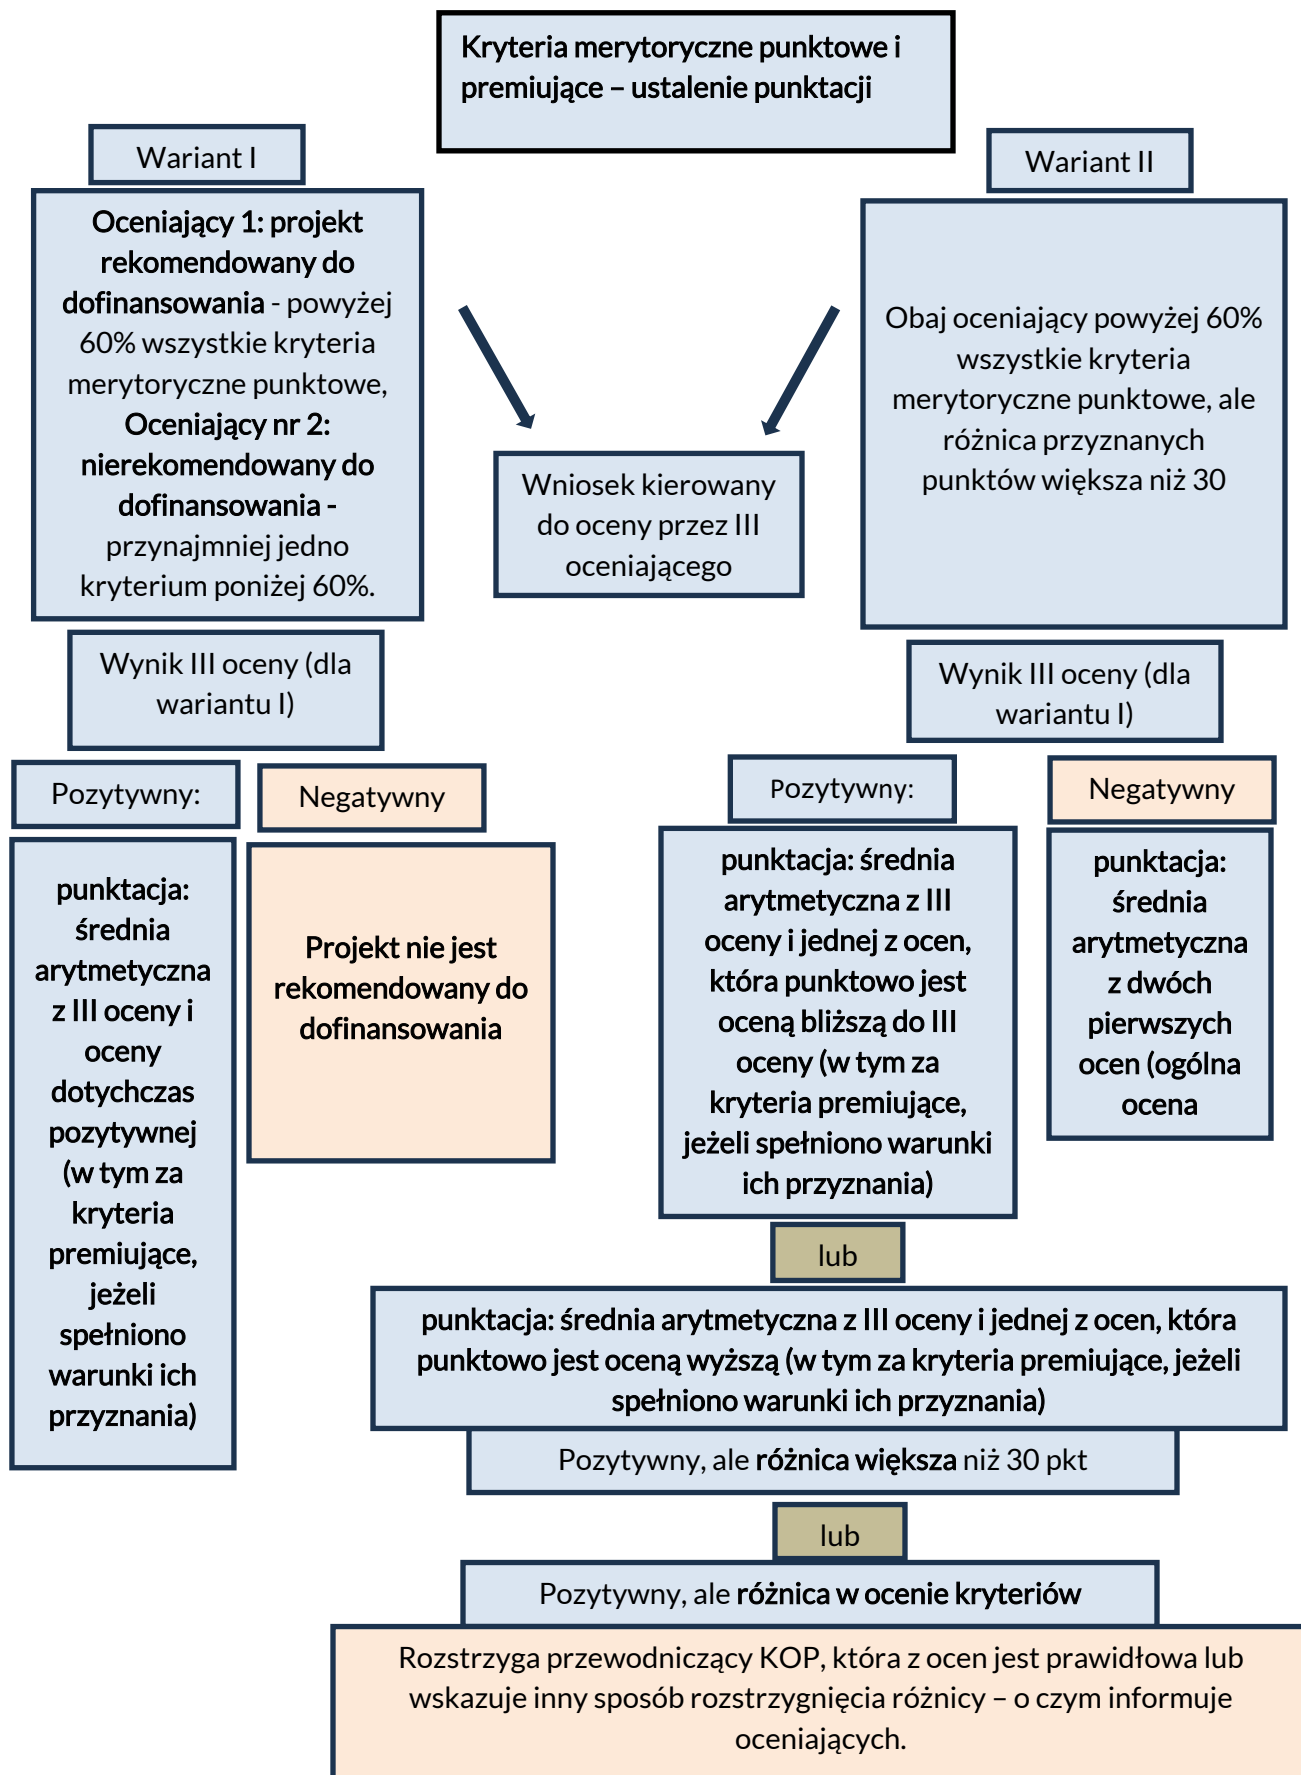 Kryteria merytoryczne punktowe i
premiujące – ustalenie punktacji
Wariant I
Oceniający 1: projekt
rekomendowany do
dofinansowania - powyżej
60% wszystkie kryteria
merytoryczne punktowe,
Oceniający nr 2:
nierekomendowany do
dofinansowania -
przynajmniej jedno
kryterium poniżej 60%.
Wariant II
Obaj oceniający powyżej 60%
wszystkie kryteria
merytoryczne punktowe, ale
różnica przyznanych
punktów większa niż 30
Wniosek kierowany
do oceny przez III
oceniającego
Wynik III oceny (dla
wariantu I)
Pozytywny:
punktacja:
średnia
arytmetyczna
z III oceny i
oceny
dotychczas
pozytywnej
(w tym za
kryteria
premiujące,
jeżeli
spełniono
warunki ich
przyznania)
Negatywny
Projekt nie jest
rekomendowany do
dofinansowania
Wynik III oceny (dla
wariantu I)
Pozytywny:
punktacja: średnia
arytmetyczna z III
oceny i jednej z ocen,
która punktowo jest
oceną bliższą do III
oceny (w tym za
kryteria premiujące,
jeżeli spełniono warunki
ich przyznania)
Negatywny
punktacja:
średnia
arytmetyczna
z dwóch
pierwszych
ocen (ogólna
ocena
lub
punktacja: średnia arytmetyczna z III oceny i jednej z ocen, która
punktowo jest oceną wyższą (w tym za kryteria premiujące, jeżeli
spełniono warunki ich przyznania)
Pozytywny, ale różnica większa niż 30 pkt
lub
Pozytywny, ale różnica w ocenie kryteriów
Rozstrzyga przewodniczący KOP, która z ocen jest prawidłowa lub
wskazuje inny sposób rozstrzygnięcia różnicy – o czym informuje
oceniających.